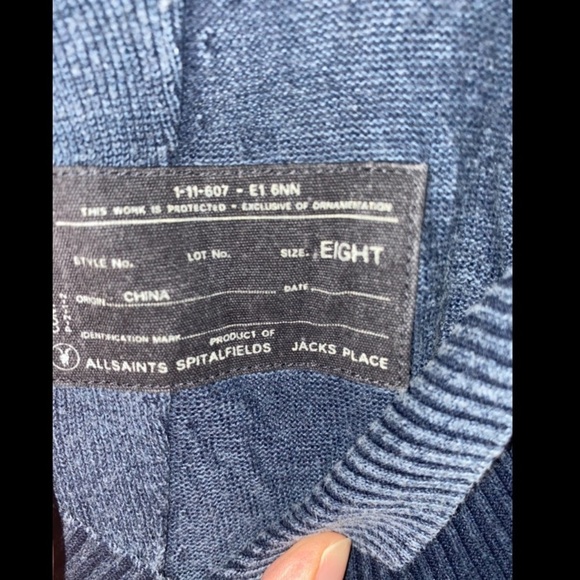 1-11-607 - E1 6NN
THIS WORK IS PROTECTED - EXCLUSIVE OF ORNAMENTATION
STYLE No. LOT No. SIZE: EIGHT
ORIGIN CHINA DATE
IDENTIFICATION MARK PRODUCT OF
ALLSAINTS SPITALFIELDS JACKS PLACE